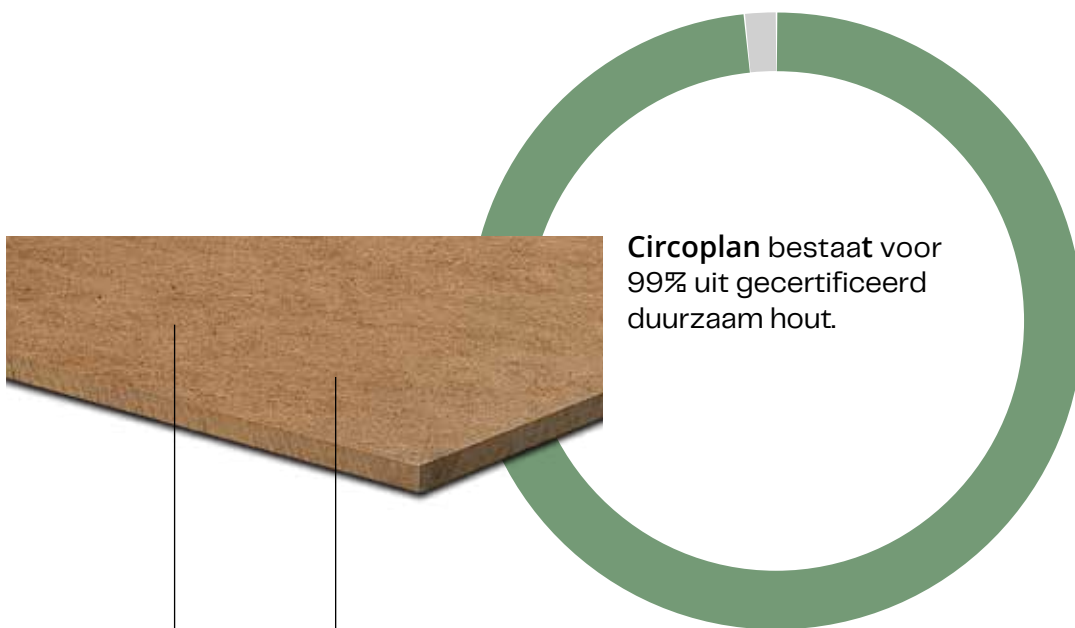 Circoplan bestaat voor
99% uit gecertificeerd
duurzaam hout.